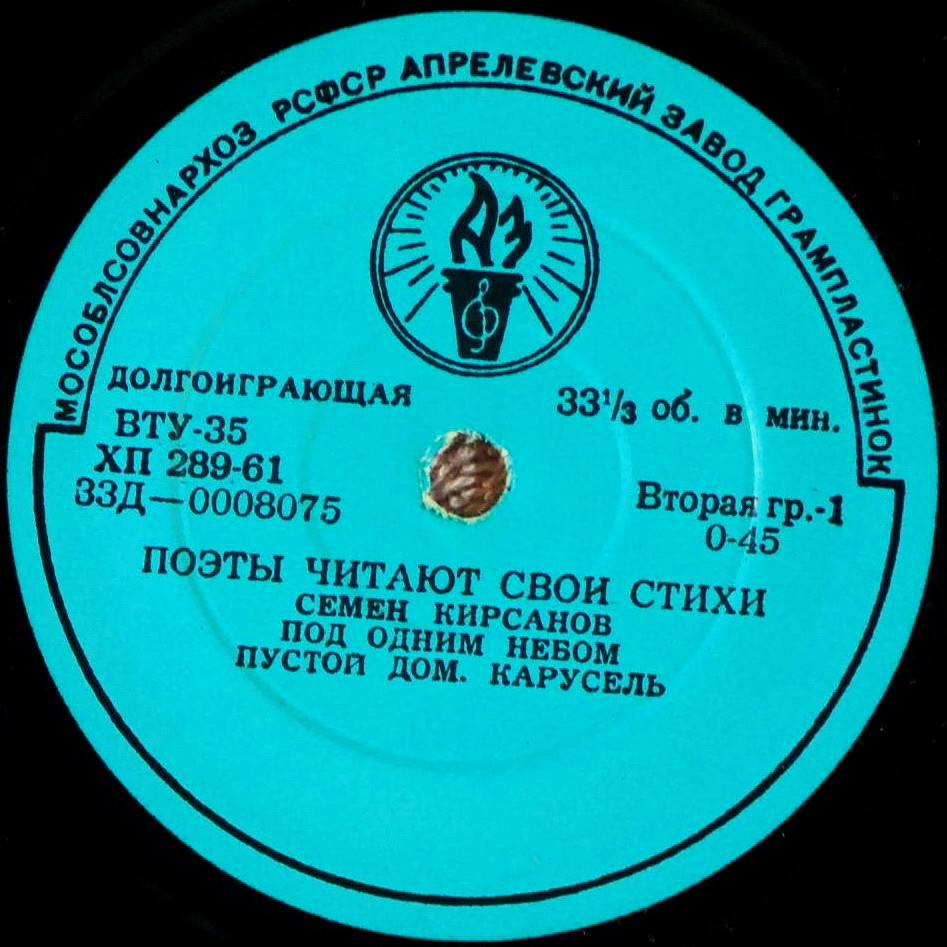 МОСОБЛСОВНАРХОЗ РСФСР АПРЕЛЕВСКИЙ ЗАВОД ГРАМПЛАСТИНОК
АЗ
ДОЛГОИГРАЮЩАЯ
33⅓ об. в мин.
ВТУ-35
ХП 289-61
33Д—0008075
Вторая гр.-1
0-45
ПОЭТЫ ЧИТАЮТ СВОИ СТИХИ
СЕМЕН КИРСАНОВ
ПОД ОДНИМ НЕБОМ
ПУСТОЙ ДОМ. КАРУСЕЛЬ